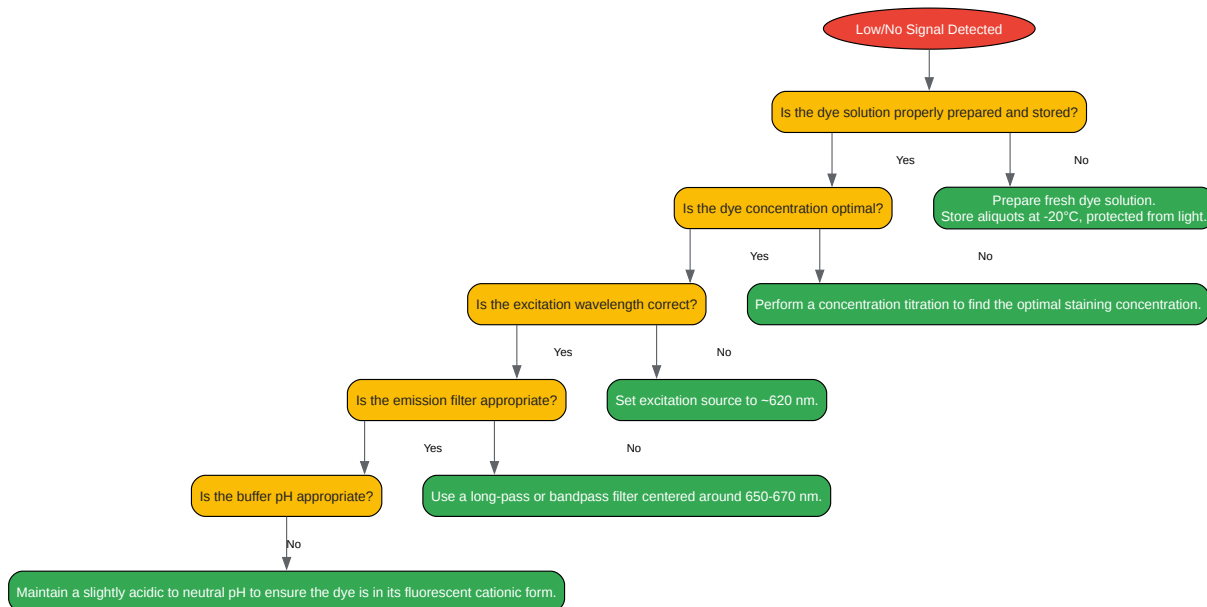 Low/No Signal Detected
Is the dye solution properly prepared and stored?
Yes
No
Is the dye concentration optimal?
Prepare fresh dye solution.
Store aliquots at -20°C, protected from light.
Yes
No
Is the excitation wavelength correct?
Perform a concentration titration to find the optimal staining concentration.
Yes
No
Is the emission filter appropriate?
Set excitation source to ~620 nm.
Yes
No
Is the buffer pH appropriate?
Use a long-pass or bandpass filter centered around 650-670 nm.
No
Maintain a slightly acidic to neutral pH to ensure the dye is in its fluorescent cationic form.